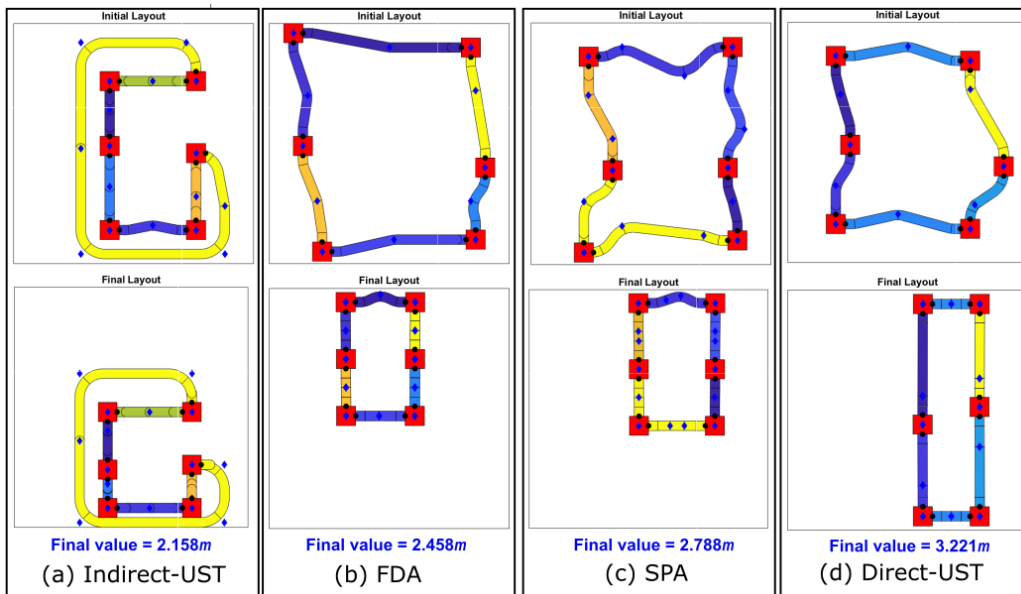 Initial Layout
Final Layout
Final value = 2.158m
(a) Indirect-UST
Initial Layout
Final Layout
Final value = 2.458m
(b) FDA
Initial Layout
Final Layout
Final value = 2.788m
(c) SPA
Initial Layout
Final Layout
Final value = 3.221m
(d) Direct-UST